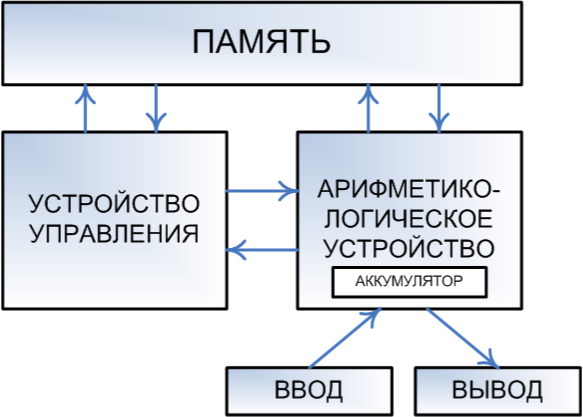 ПАМЯТЬ
УСТРОЙСТВО
УПРАВЛЕНИЯ
АРИФМЕТИКО-
ЛОГИЧЕСКОЕ
УСТРОЙСТВО
АККУМУЛЯТОР
ВВОД
ВЫВОД